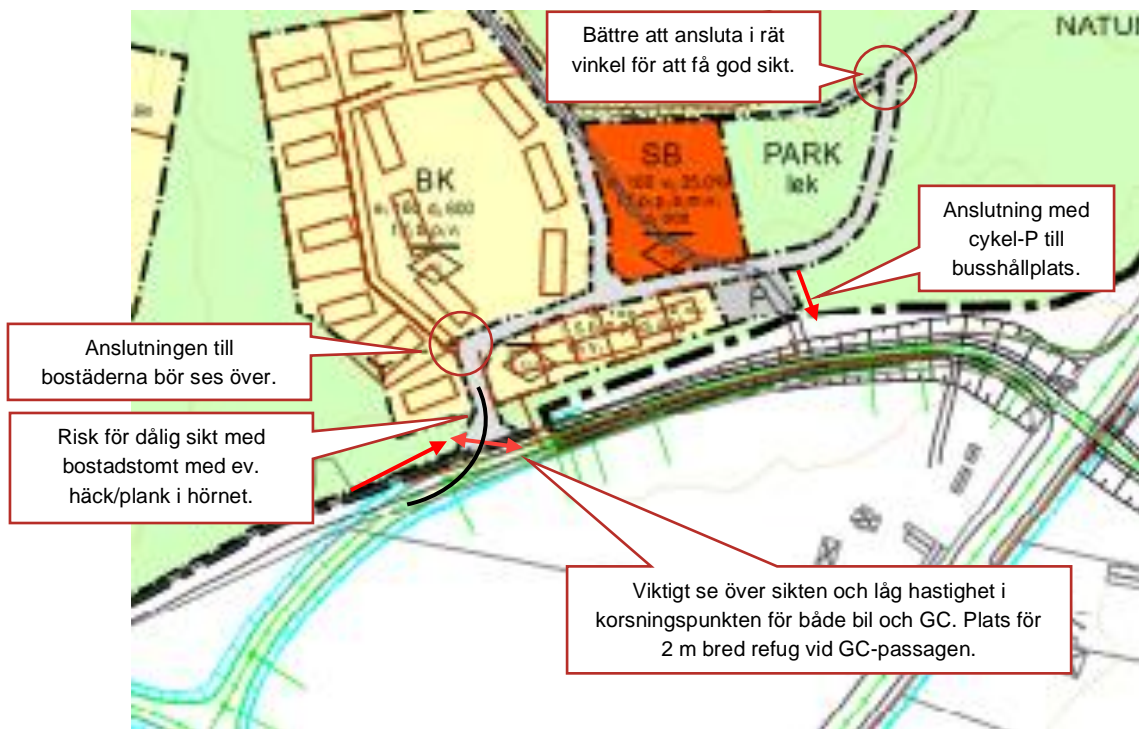 Bättre att ansluta i rät
vinkel för att få god sikt.
NATUR
SB
PARK
lek
BK
Anslutning med
cykel-P till
busshållplats.
Anslutningen till
bostäderna bör ses över.
Risk för dålig sikt med
bostadstomt med ev.
häck/plank i hörnet.
Viktigt se över sikten och låg hastighet i
korsningspunkten för både bil och GC. Plats för
2 m bred refug vid GC-passagen.